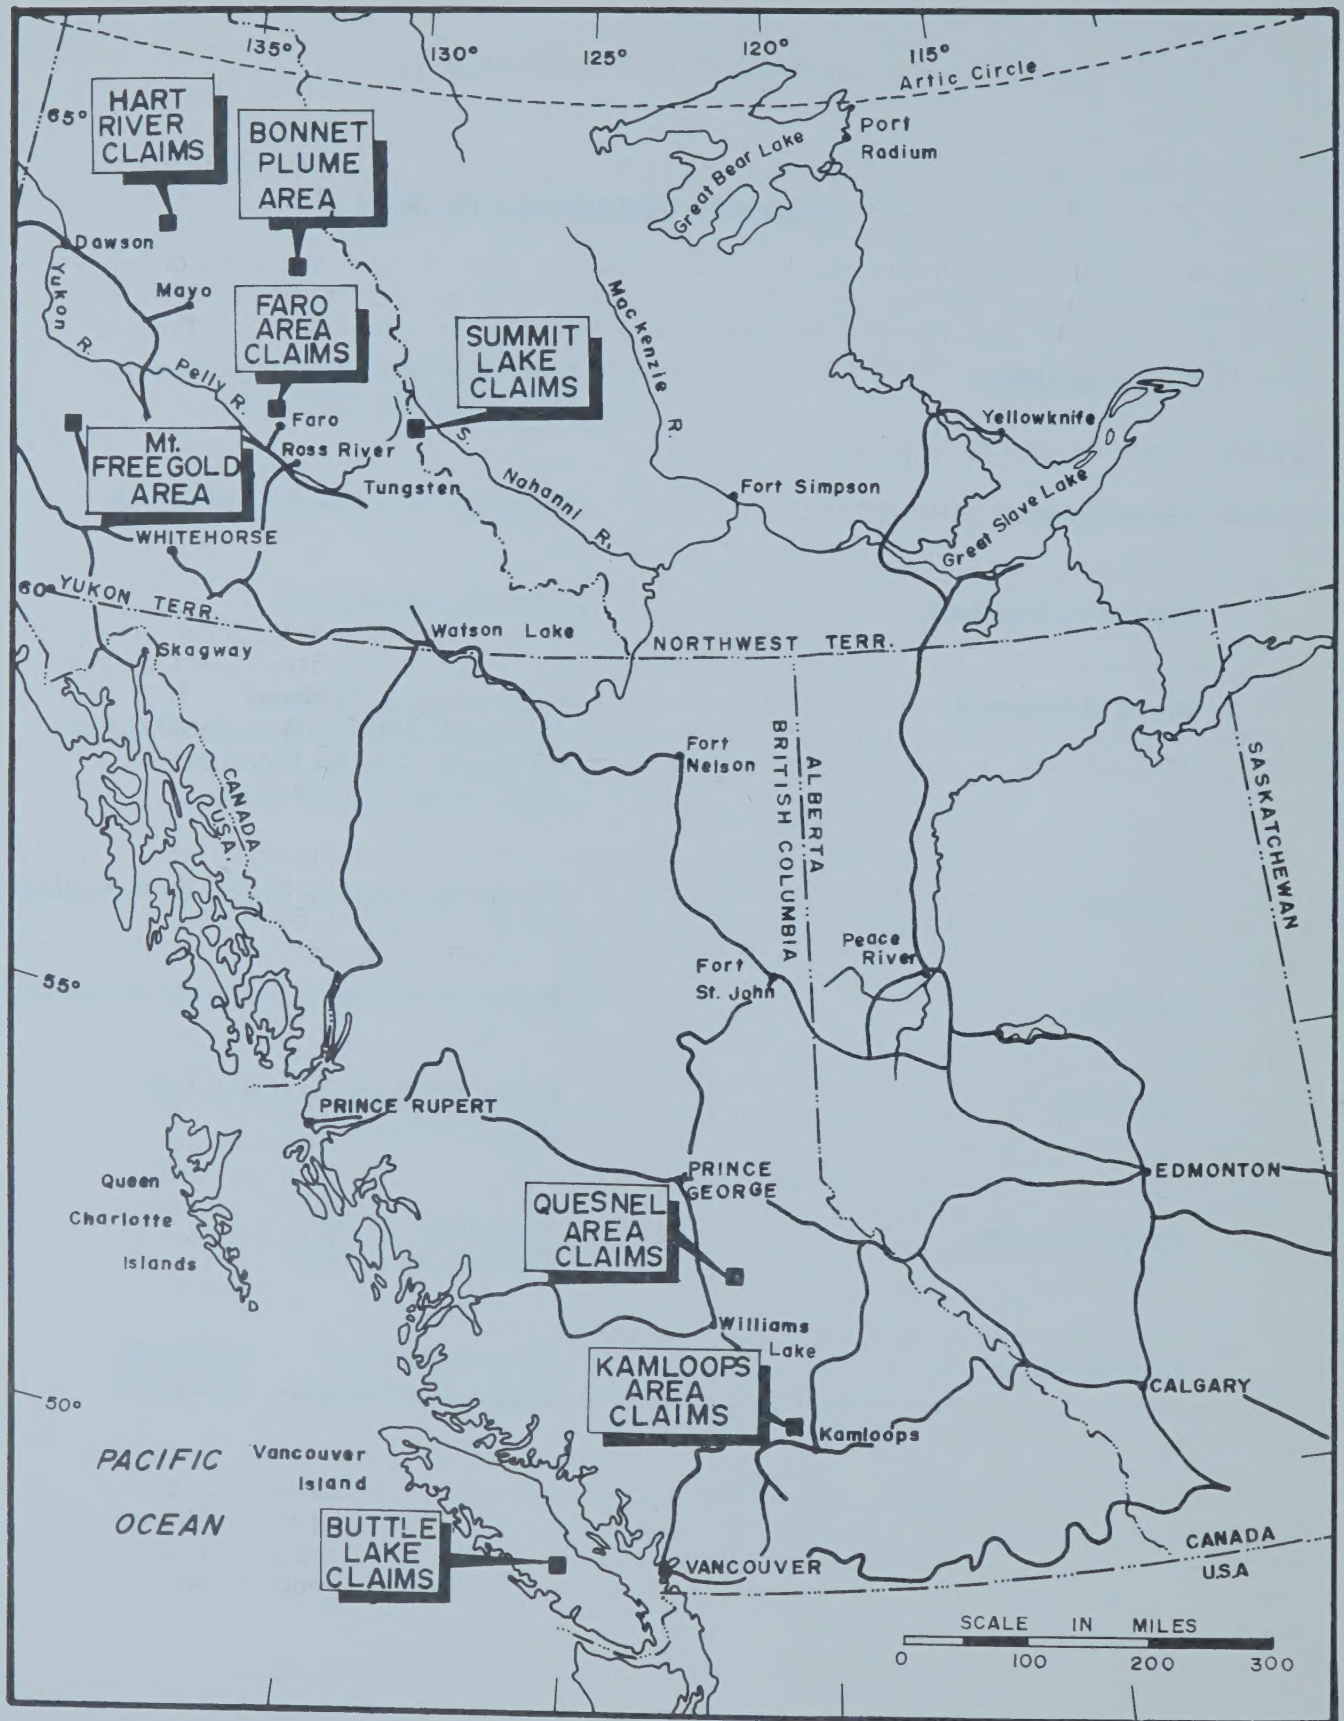 135°
130°
125°
120°
115°
Artic Circle
65°
HART
RIVER
CLAIMS
BONNET
PLUME
AREA
Port
Radium
Great Bear Lake
Dawson
Mayo
Yukon
R.
FARO
AREA
CLAIMS
SUMMIT
LAKE
CLAIMS
Mackenzie R.
Pelly R.
Faro
Ross River
Yellowknife
Mt.
FREEGOLD
AREA
Tungsten
S. Nahanni R.
Fort Simpson
Great Slave Lake
WHITEHORSE
60°
YUKON TERR.
Watson Lake
NORTHWEST TERR.
Skagway
Fort
Nelson
BRITISH COLUMBIA
ALBERTA
SASKATCHEWAN
CANADA
U.S.A.
Peace
River
Fort
St. John
55°
PRINCE RUPERT
PRINCE
GEORGE
EDMONTON
Queen
Charlotte
Islands
QUESNEL
AREA
CLAIMS
Williams
Lake
KAMLOOPS
AREA
CLAIMS
CALGARY
50°
Kamloops
PACIFIC
OCEAN
Vancouver
Island
BUTTLE
LAKE
CLAIMS
VANCOUVER
CANADA
U.S.A
SCALE IN MILES
0 100 200 300